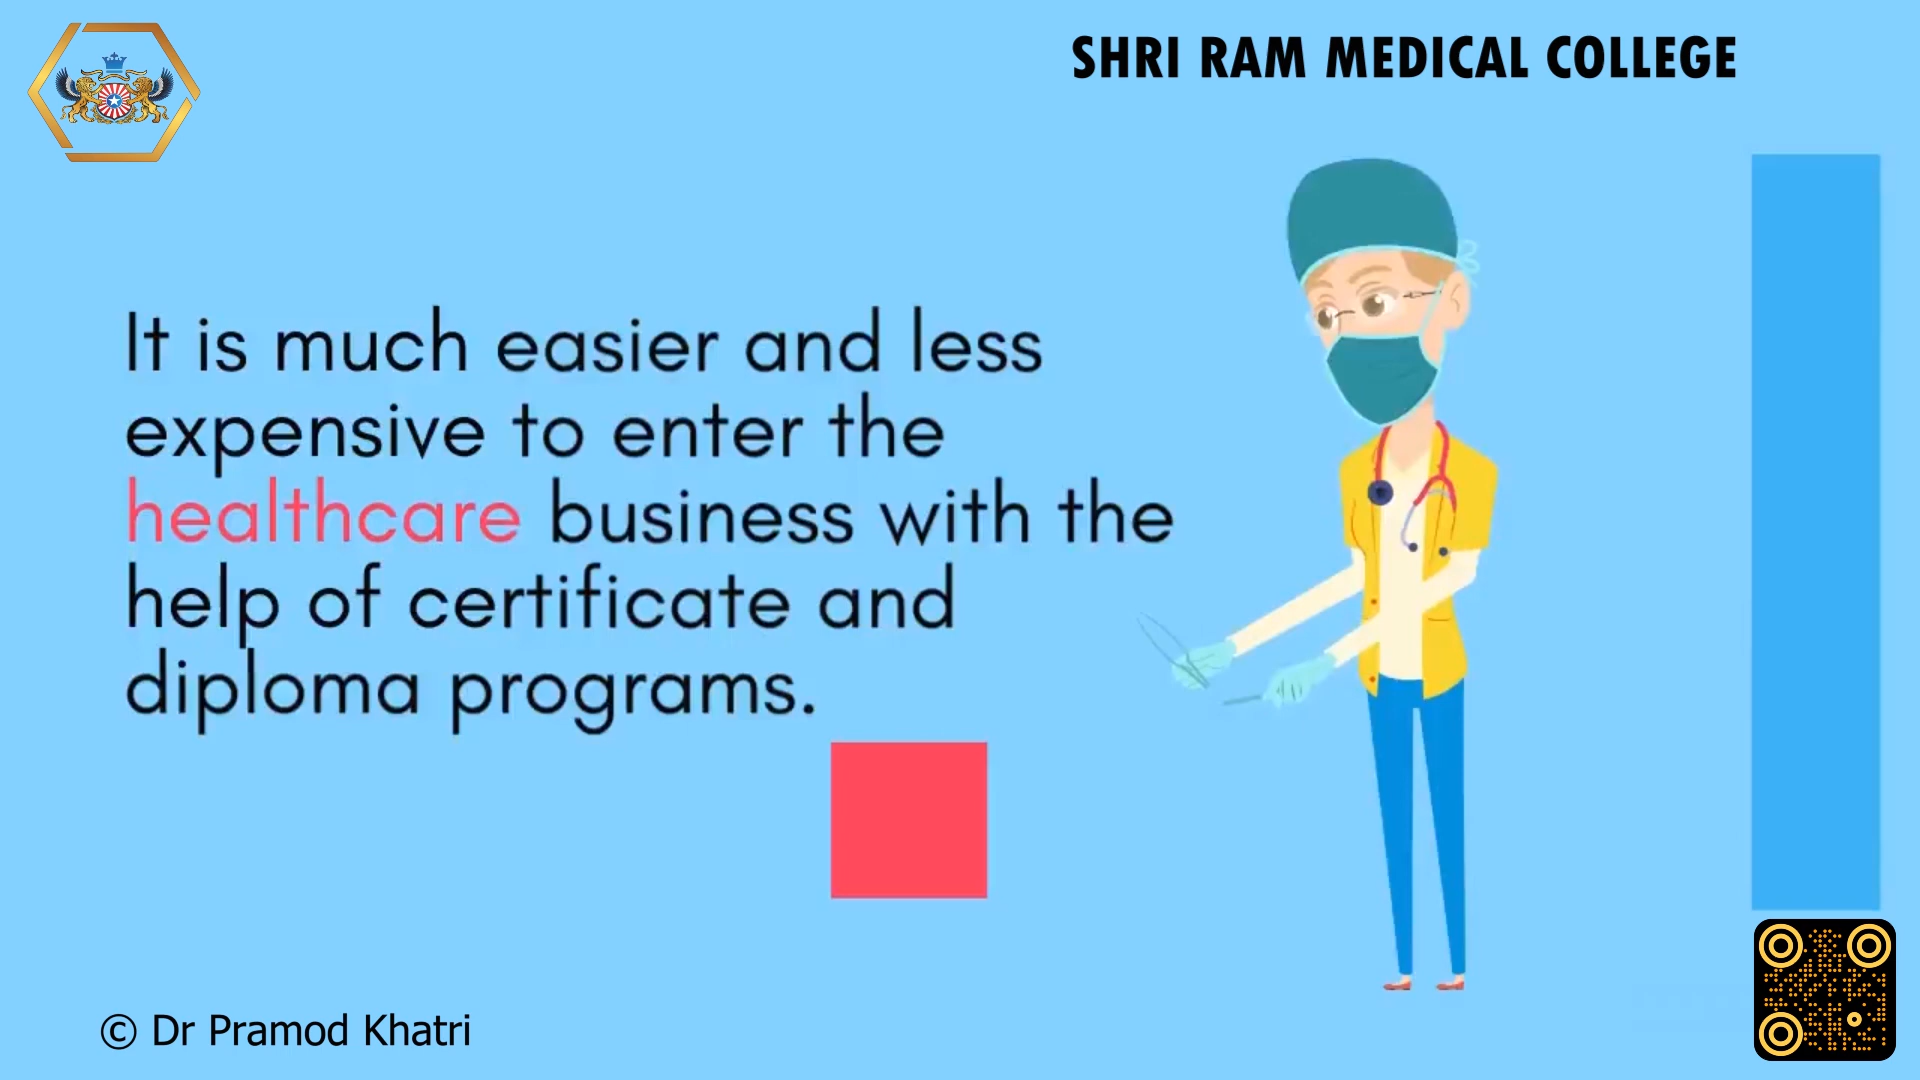 SHRI RAM MEDICAL COLLEGE
It is much easier and less
expensive to enter the
healthcare business with the
help of certificate and
diploma programs.
© Dr Pramod Khatri